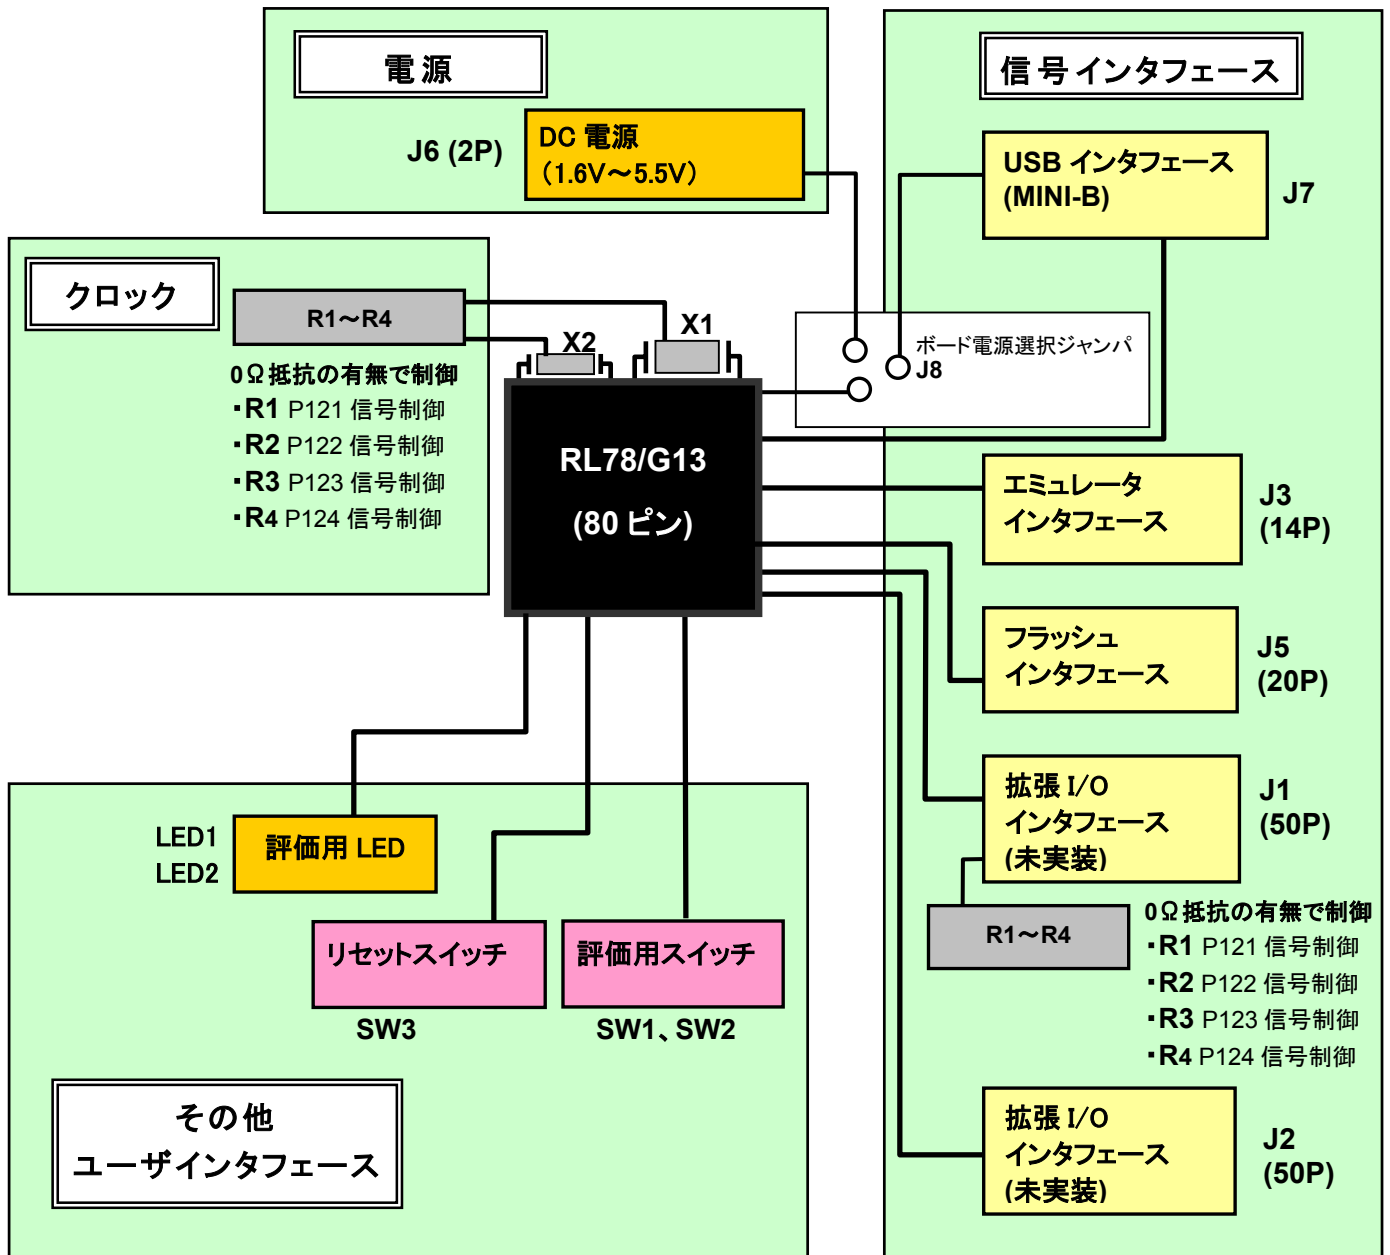 電源
J6 (2P)
DC 電源
(1.6V～5.5V)
信号インタフェース
USB インタフェース
(MINI-B)
J7
クロック
R1～R4
X2
X1
0Ω抵抗の有無で制御
・R1 P121 信号制御
・R2 P122 信号制御
・R3 P123 信号制御
・R4 P124 信号制御
ボード電源選択ジャンパ
J8
RL78/G13
(80 ピン)
エミュレータ
インタフェース
J3
(14P)
フラッシュ
インタフェース
J5
(20P)
拡張 I/O
インタフェース
(未実装)
J1
(50P)
R1～R4
0Ω抵抗の有無で制御
・R1 P121 信号制御
・R2 P122 信号制御
・R3 P123 信号制御
・R4 P124 信号制御
拡張 I/O
インタフェース
(未実装)
J2
(50P)
LED1
LED2
評価用 LED
リセットスイッチ
SW3
評価用スイッチ
SW1、SW2
その他
ユーザインタフェース